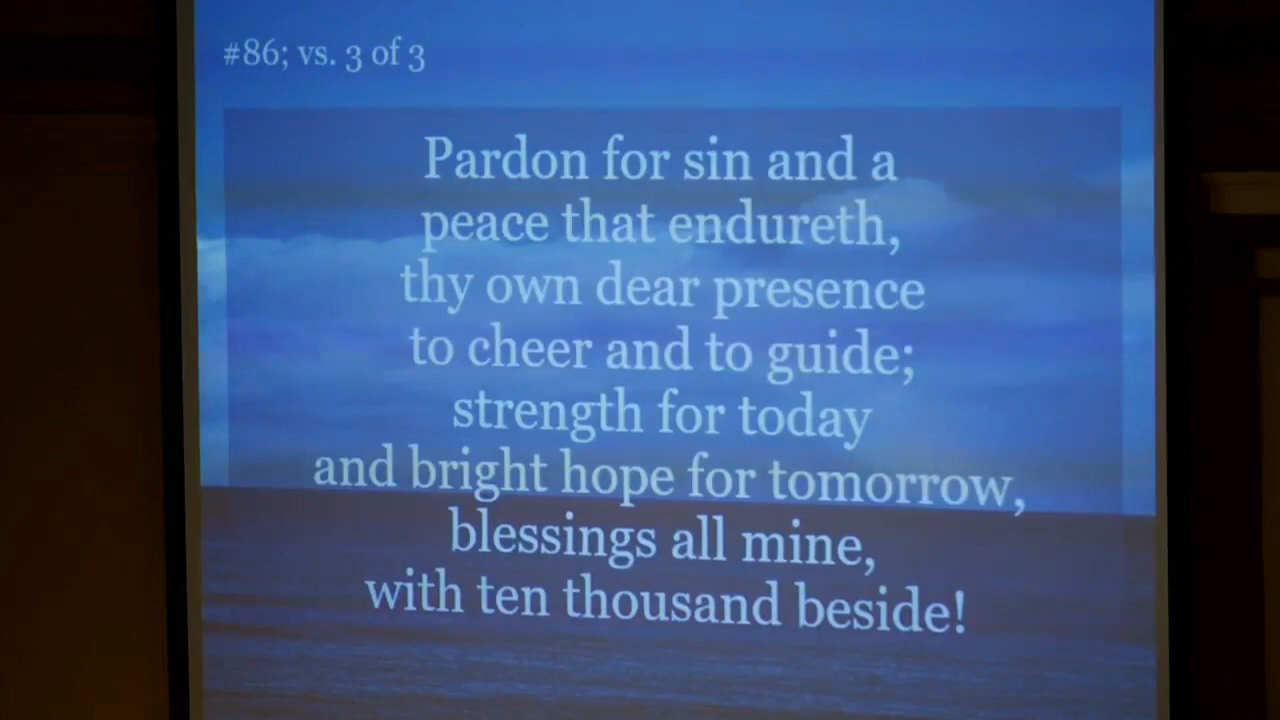 #86; vs. 3 of 3
Pardon for sin and a
peace that endureth,
thy own dear presence
to cheer and to guide;
strength for today
and bright hope for tomorrow,
blessings all mine,
with ten thousand beside!